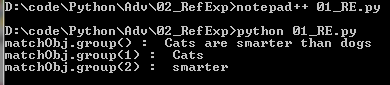 D:\code\Python\Adv\02_RefExp>notepad++ 01_RE.py
D:\code\Python\Adv\02_RefExp>python 01_RE.py
matchObj.group() :  Cats are smarter than dogs
matchObj.group(1) :  Cats
matchObj.group(2) :  smarter